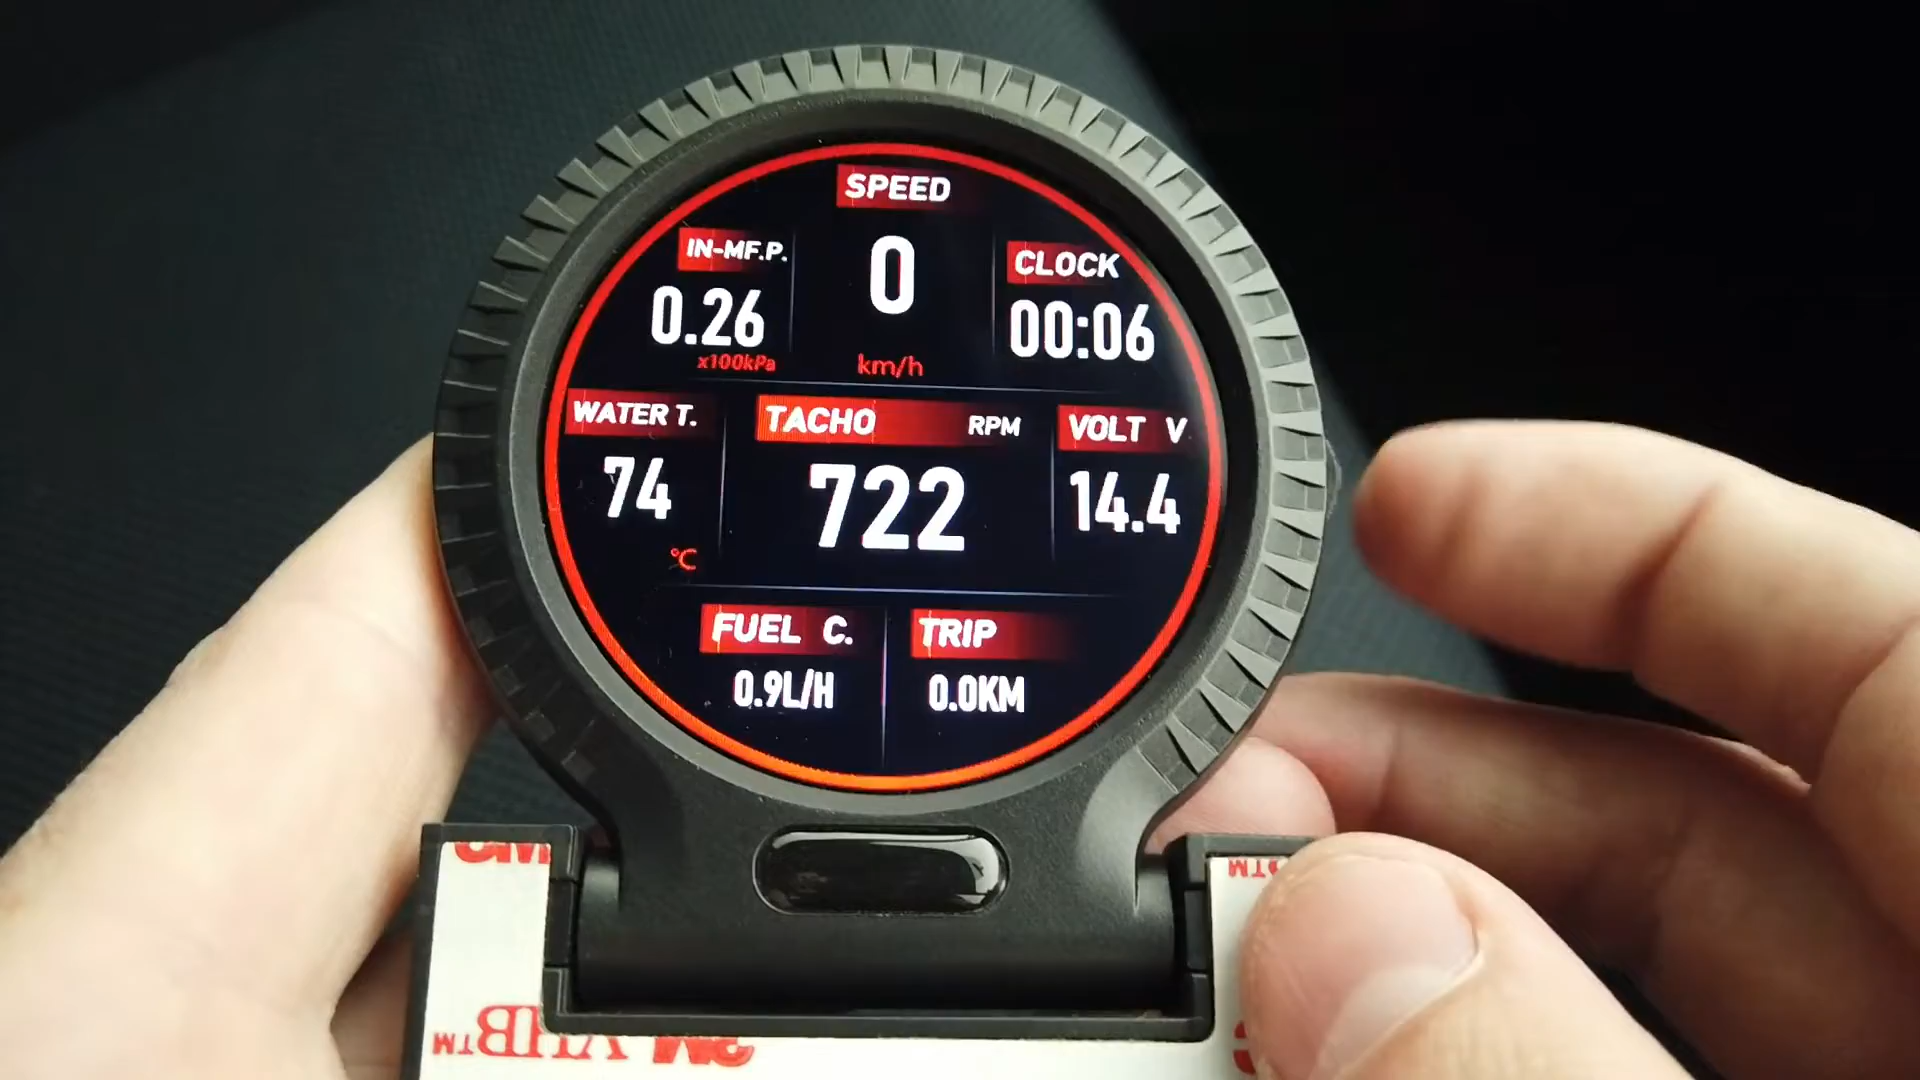 SPEED
0
km/h
IN-MF.P.
0.26
x100kPa
CLOCK
00:06
WATER T.
74
°C
TACHO RPM
722
VOLT V
14.4
FUEL C.
0.9L/H
TRIP
0.0KM
VHB™ 3M